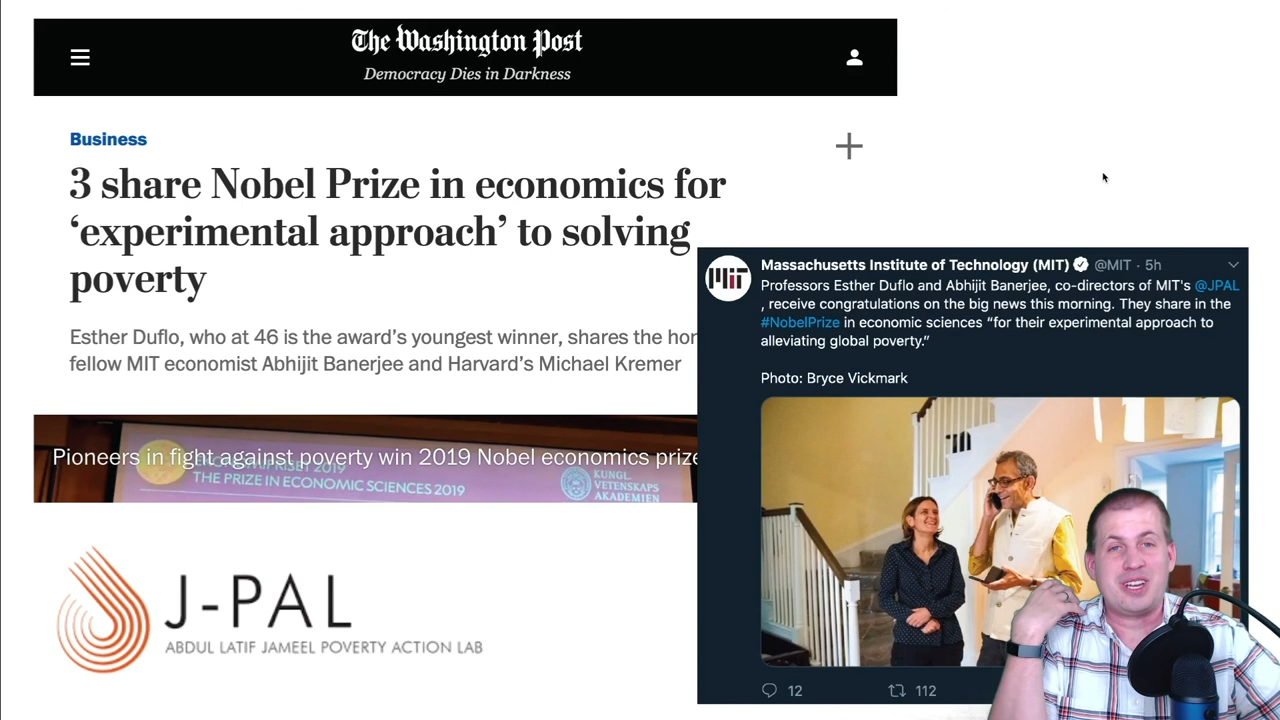 The Washington Post
Democracy Dies in Darkness
Business
3 share Nobel Prize in economics for
‘experimental approach’ to solving
poverty
Esther Duflo, who at 46 is the award’s youngest winner, shares the
fellow MIT economist Abhijit Banerjee and Harvard’s Michael Kremer
Pioneers in fight against poverty win 2019 Nobel economics prize
THE PRIZE IN ECONOMIC SCIENCES 2019
KUNGL.
VETENSKAPS
AKADEMIEN
J-PAL
ABDUL LATIF JAMEEL POVERTY ACTION LAB
MIT
Massachusetts Institute of Technology (MIT) @MIT · 5h
Professors Esther Duflo and Abhijit Banerjee, co-directors of MIT's @JPAL
, receive congratulations on the big news this morning. They share in the
#NobelPrize in economic sciences “for their experimental approach to
alleviating global poverty.”
Photo: Bryce Vickmark
12
112